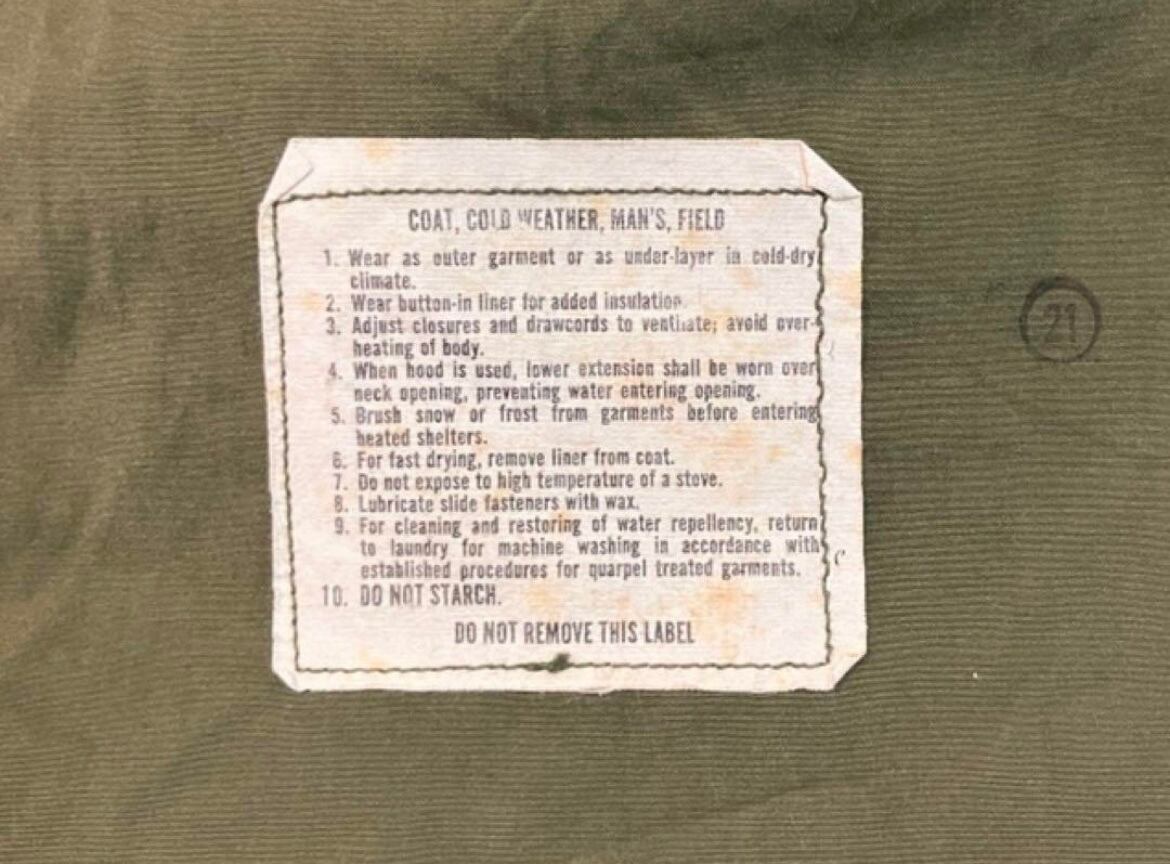 COAT, COLD WEATHER, MAN'S, FIELD
1. Wear as outer garment or as under-layer in cold-dry
climate.
2. Wear button-in liner for added insulation.
3. Adjust closures and drawcords to ventilate; avoid over-
heating of body.
4. When hood is used, lower extension shall be worn over
neck opening, preventing water entering opening.
5. Brush snow or frost from garments before entering
heated shelters.
6. For fast drying, remove liner from coat.
7. Do not expose to high temperature of a stove.
8. Lubricate slide fasteners with wax.
9. For cleaning and restoring of water repellency, return
to laundry for machine washing in accordance with
established procedures for quarpel treated garments.
10. DO NOT STARCH.
DO NOT REMOVE THIS LABEL
21